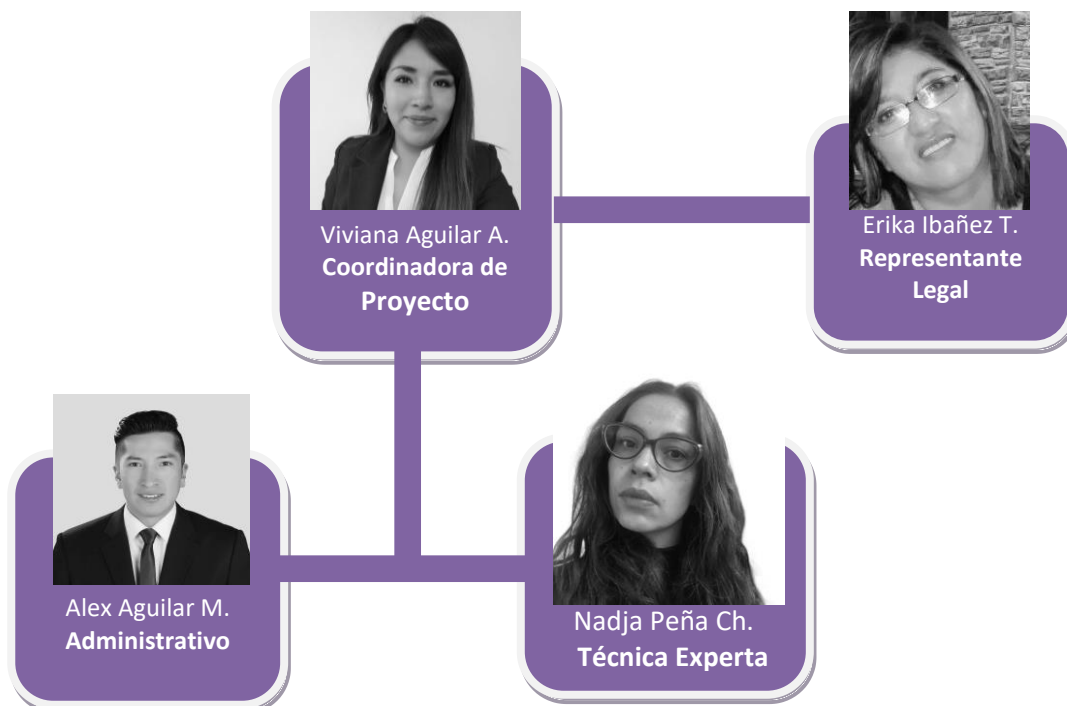 Viviana Aguilar A.
Coordinadora de
Proyecto
Erika Ibañez T.
Representante
Legal
Alex Aguilar M.
Administrativo
Nadja Peña Ch.
Técnica Experta